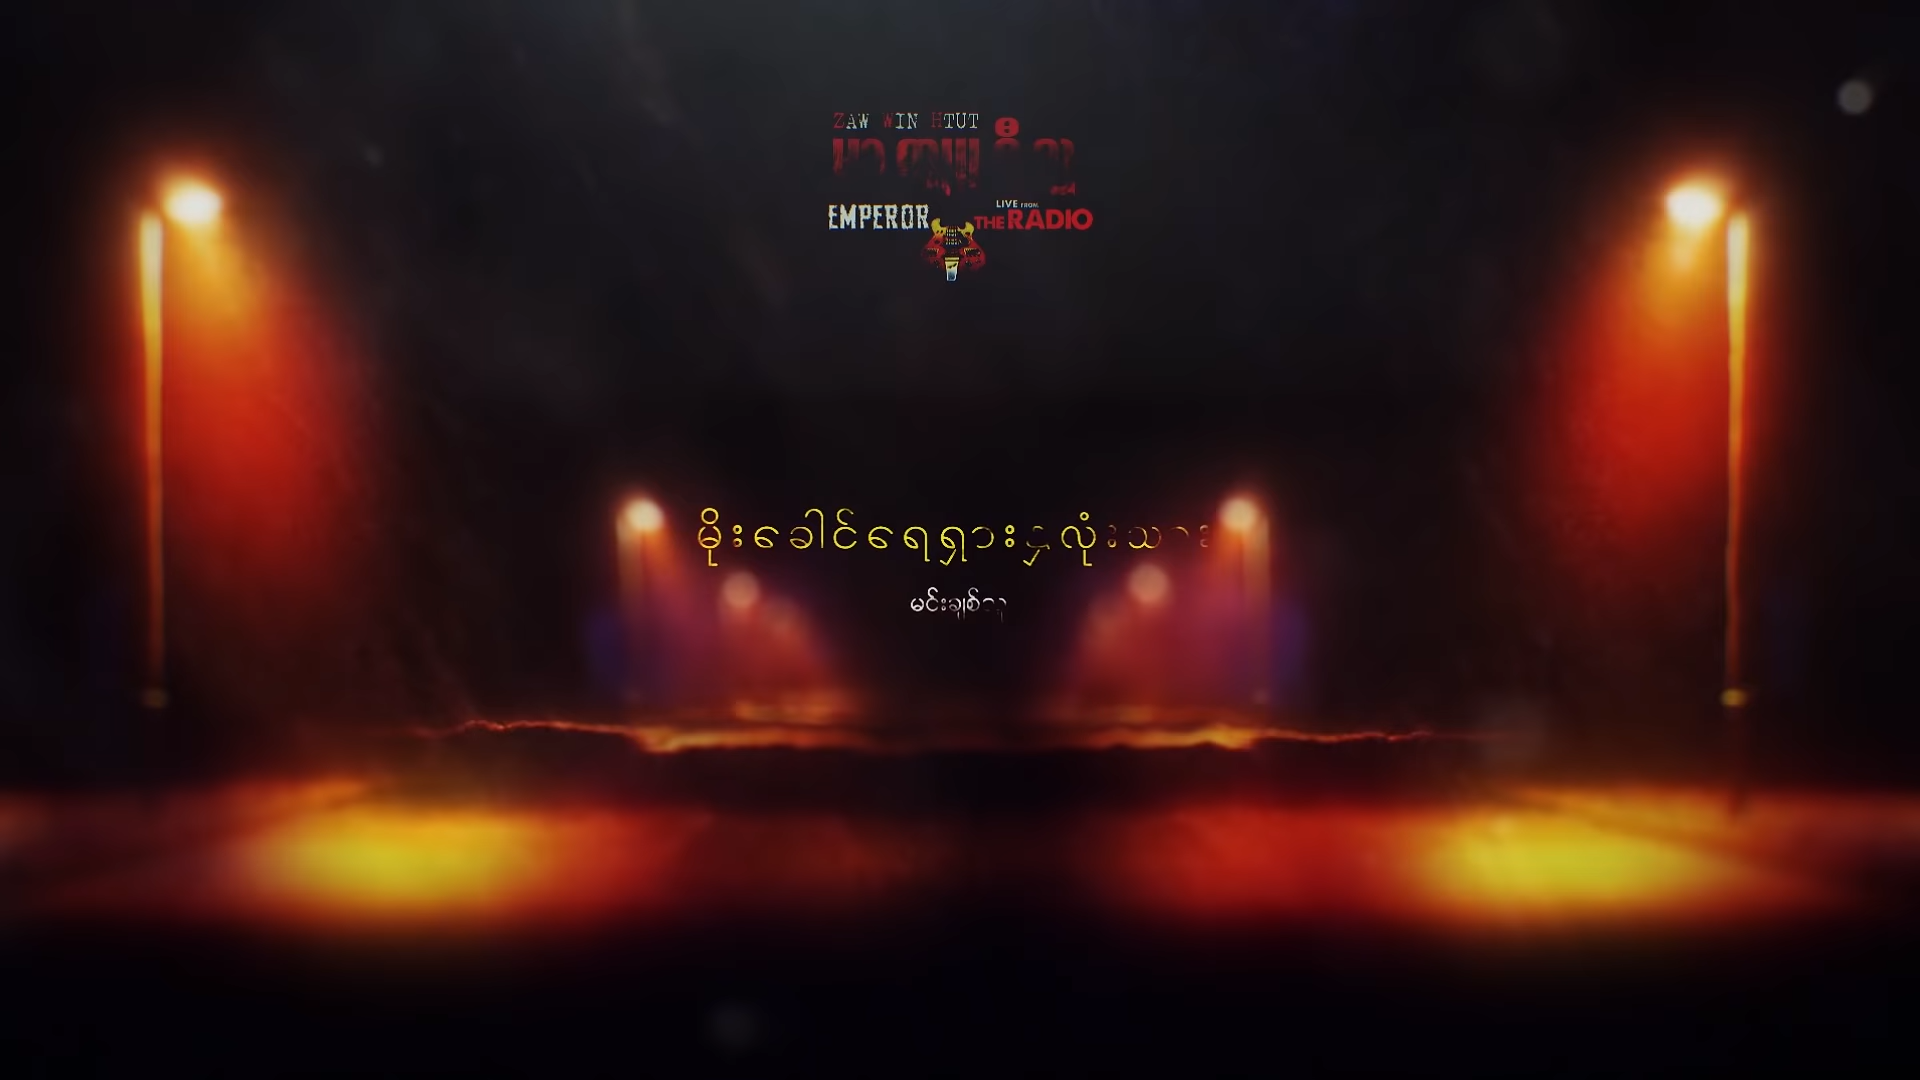 ZAW WIN HTUT
EMPEROR
LIVE FROM
THE RADIO
မိုးခေါင်ရေရှားနှလုံးသား
မင်းချစ်သူ